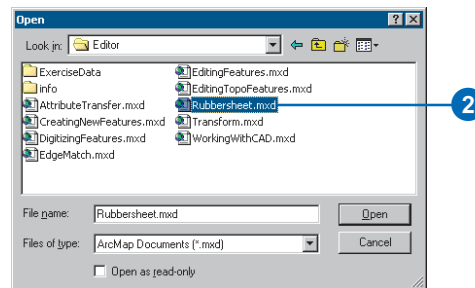 Open
Look in: Editor
ExerciseData
info
AttributeTransfer.mxd
CreatingNewFeatures.mxd
DigitizingFeatures.mxd
EdgeMatch.mxd
EditingFeatures.mxd
EditingTopoFeatures.mxd
Rubbersheet.mxd
Transform.mxd
WorkingWithCAD.mxd
2
File name: Rubbersheet.mxd Open
Files of type: ArcMap Documents (*.mxd) Cancel
Open as read-only